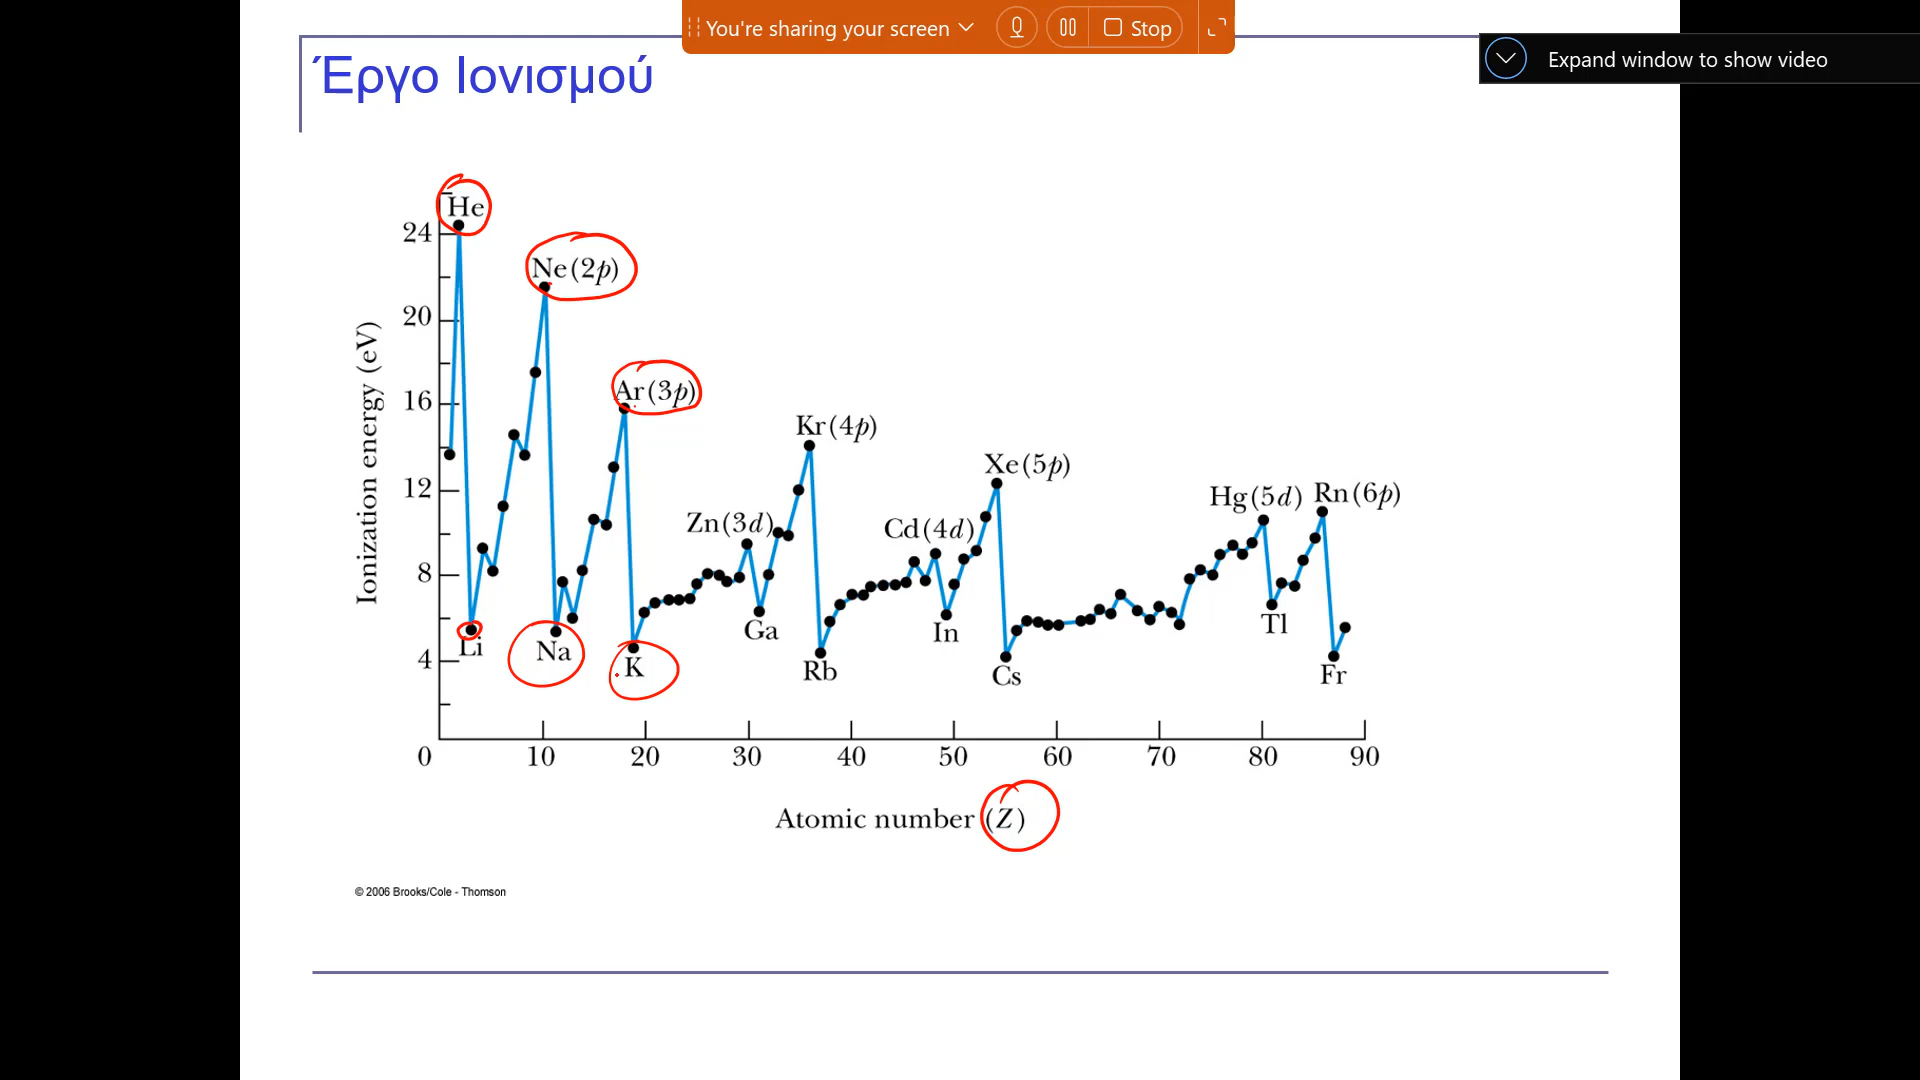 You're sharing your screen
Stop
Expand window to show video
Έργο Ιονισμού
He
Ne (2p)
Ar (3p)
Kr (4p)
Xe (5p)
Hg (5d) Rn (6p)
Zn (3d)
Cd (4d)
Li
Na
K
Ga
Rb
In
Cs
Tl
Fr
Ionization energy (eV)
24
20
16
12
8
4
0 10 20 30 40 50 60 70 80 90
Atomic number (Z)
© 2006 Brooks/Cole - Thomson